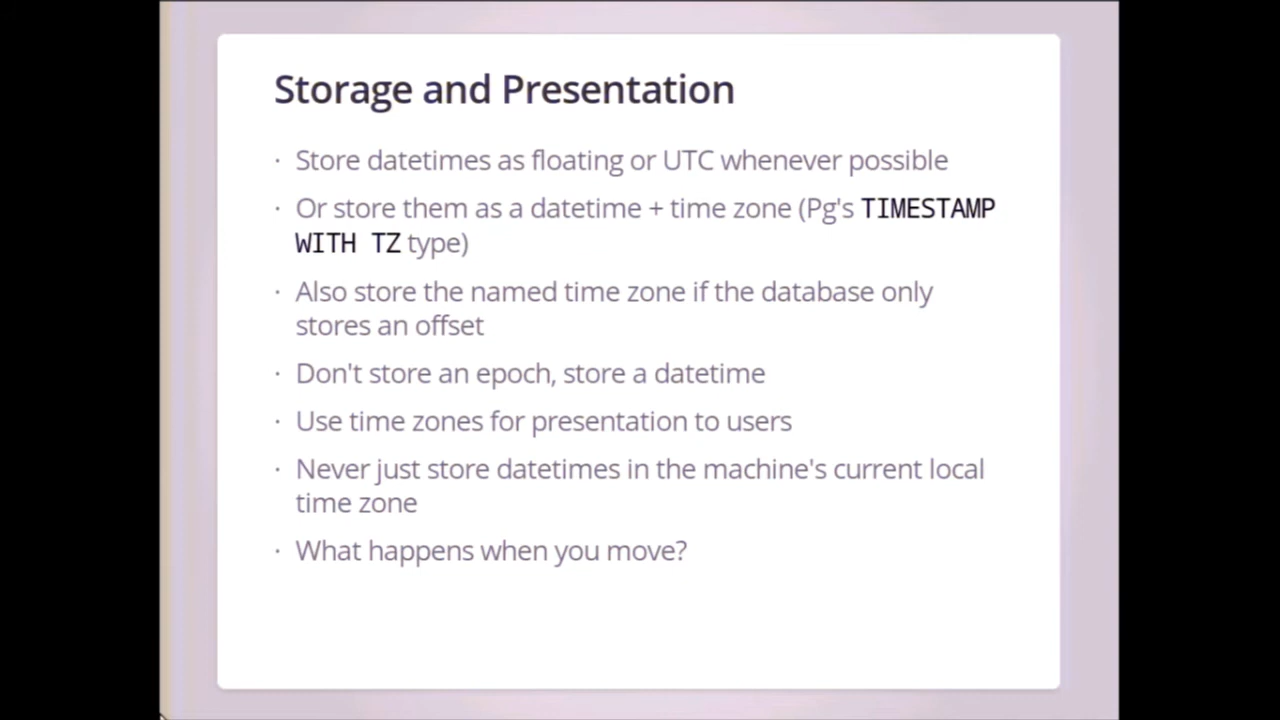 Storage and Presentation
· Store datetimes as floating or UTC whenever possible
· Or store them as a datetime + time zone (Pg's TIMESTAMP
WITH TZ type)
· Also store the named time zone if the database only
stores an offset
· Don't store an epoch, store a datetime
· Use time zones for presentation to users
· Never just store datetimes in the machine's current local
time zone
· What happens when you move?